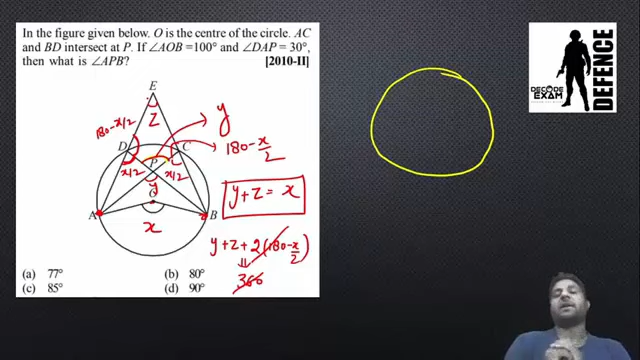 In the figure given below. O is the centre of the circle. AC
and BD intersect at P. If ∠AOB =100° and ∠DAP = 30°,
then what is ∠APB? [2010-II]
E
z
180-x/2
y
D
C
180-x/2
P
x/2
x/2
y
O
A
B
x
y+z = x
y+z+2(180-x/2)
360
(a) 77° (b) 80°
(c) 85° (d) 90°
DECODE
EXAM
DEFENCE